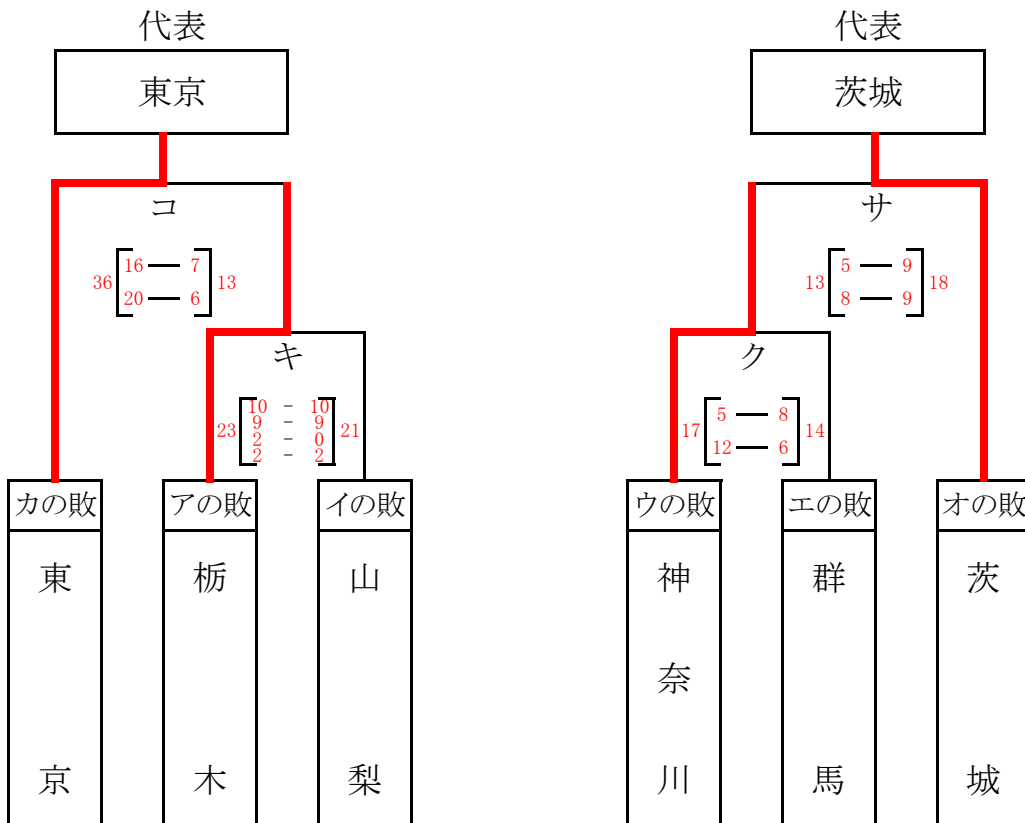 代表 代表
東京 茨城
コ サ
36 16 7 13
20 6
13 5 9 18
8 9
キ ク
23 10 - 10 21
9 - 9
2 - 0
2 - 2
17 5 8 14
12 6
カの敗 アの敗 イの敗 ウの敗 エの敗 オの敗
東京 栃木 山梨 神奈川 群馬 茨城